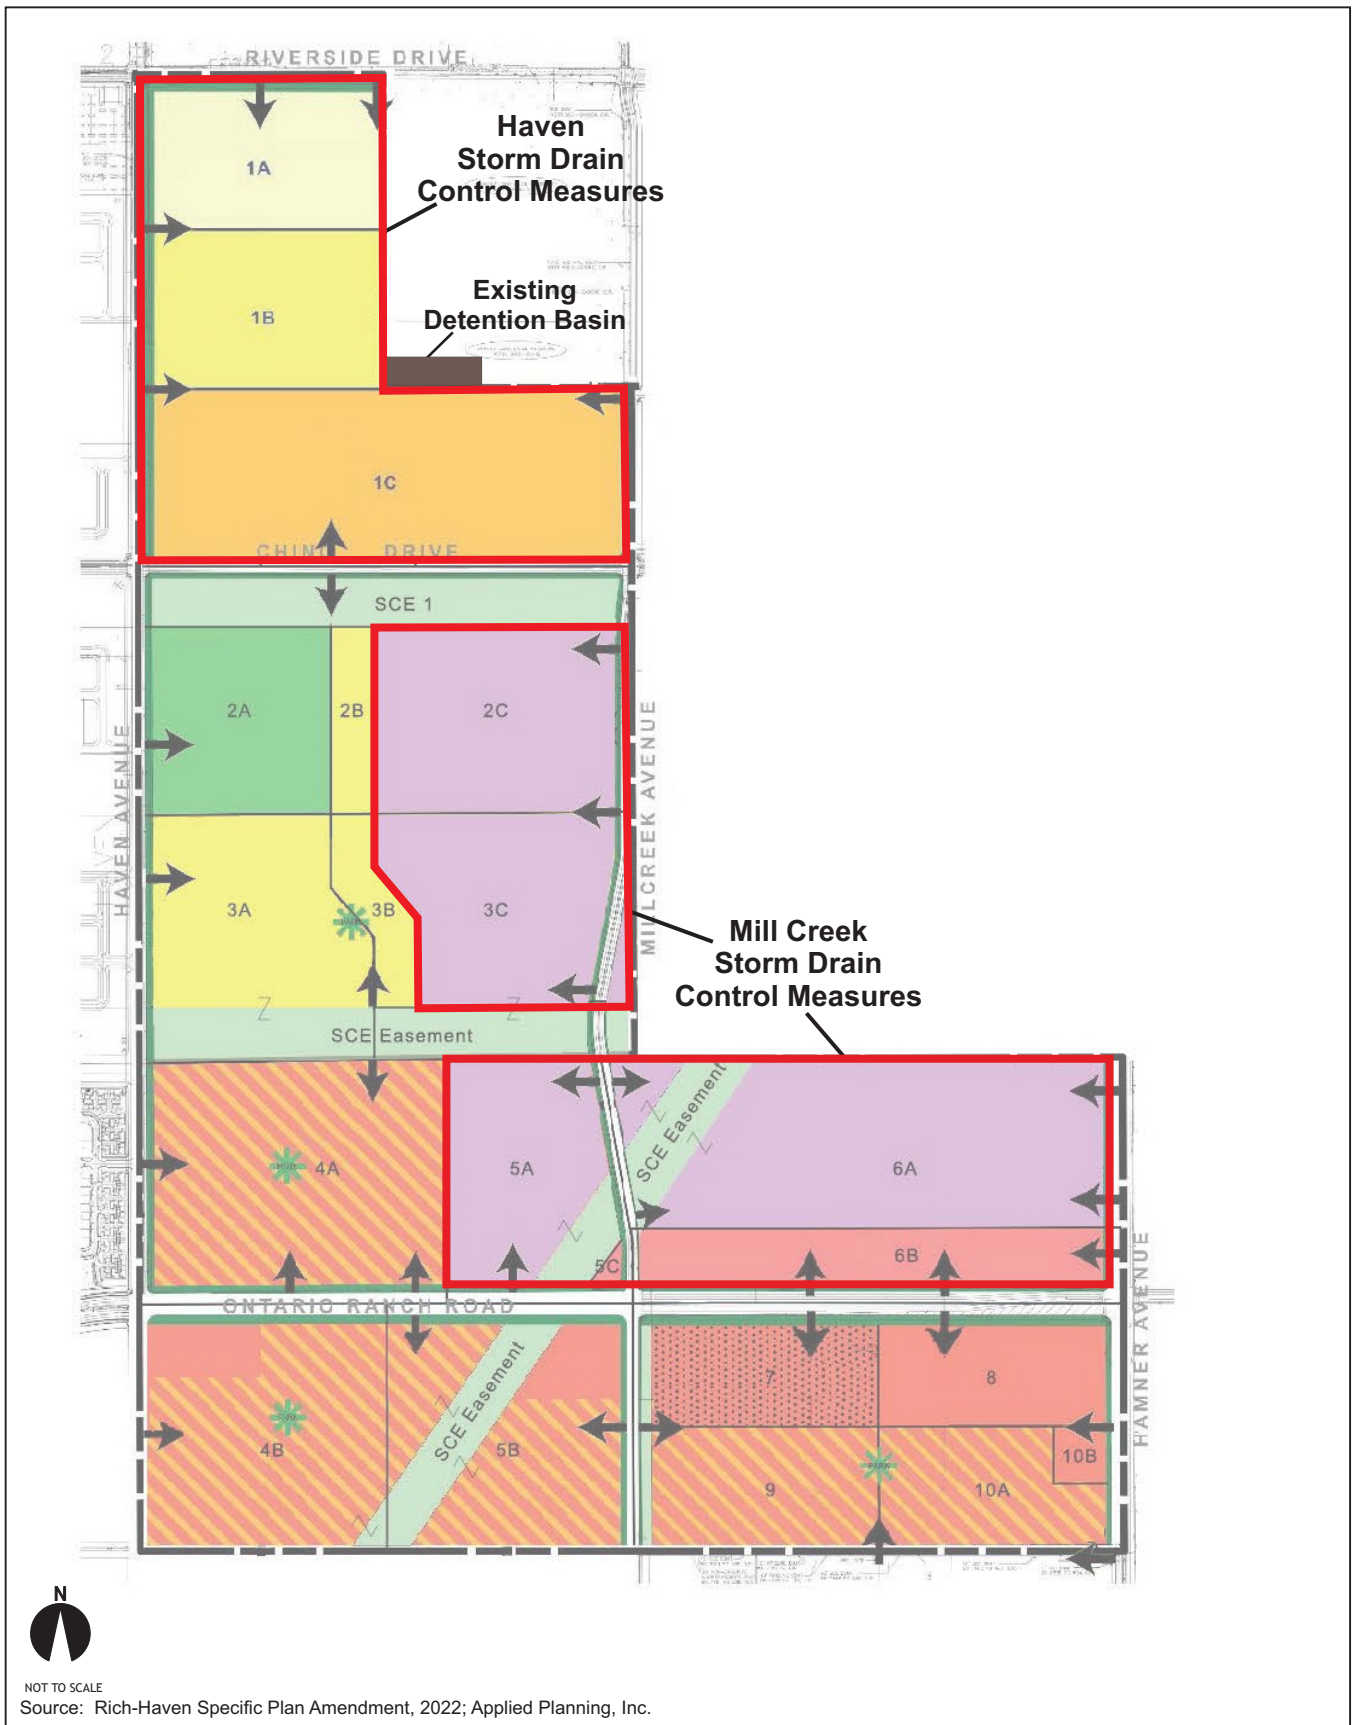 RIVERSIDE DRIVE
Haven
Storm Drain
Control Measures
1A
Existing
Detention Basin
1B
1C
CHINO DRIVE
SCE 1
2A
2B
2C
HAVEN AVENUE
MILLCREEK AVENUE
3A
3B
3C
Mill Creek
Storm Drain
Control Measures
SCE Easement
SCE Easement
4A
5A
6A
5C
6B
ONTARIO RANCH ROAD
HAMNER AVENUE
SCE Easement
7
8
PARK
4B
5B
9
PARK
10A
10B
N
NOT TO SCALE
Source: Rich-Haven Specific Plan Amendment, 2022; Applied Planning, Inc.